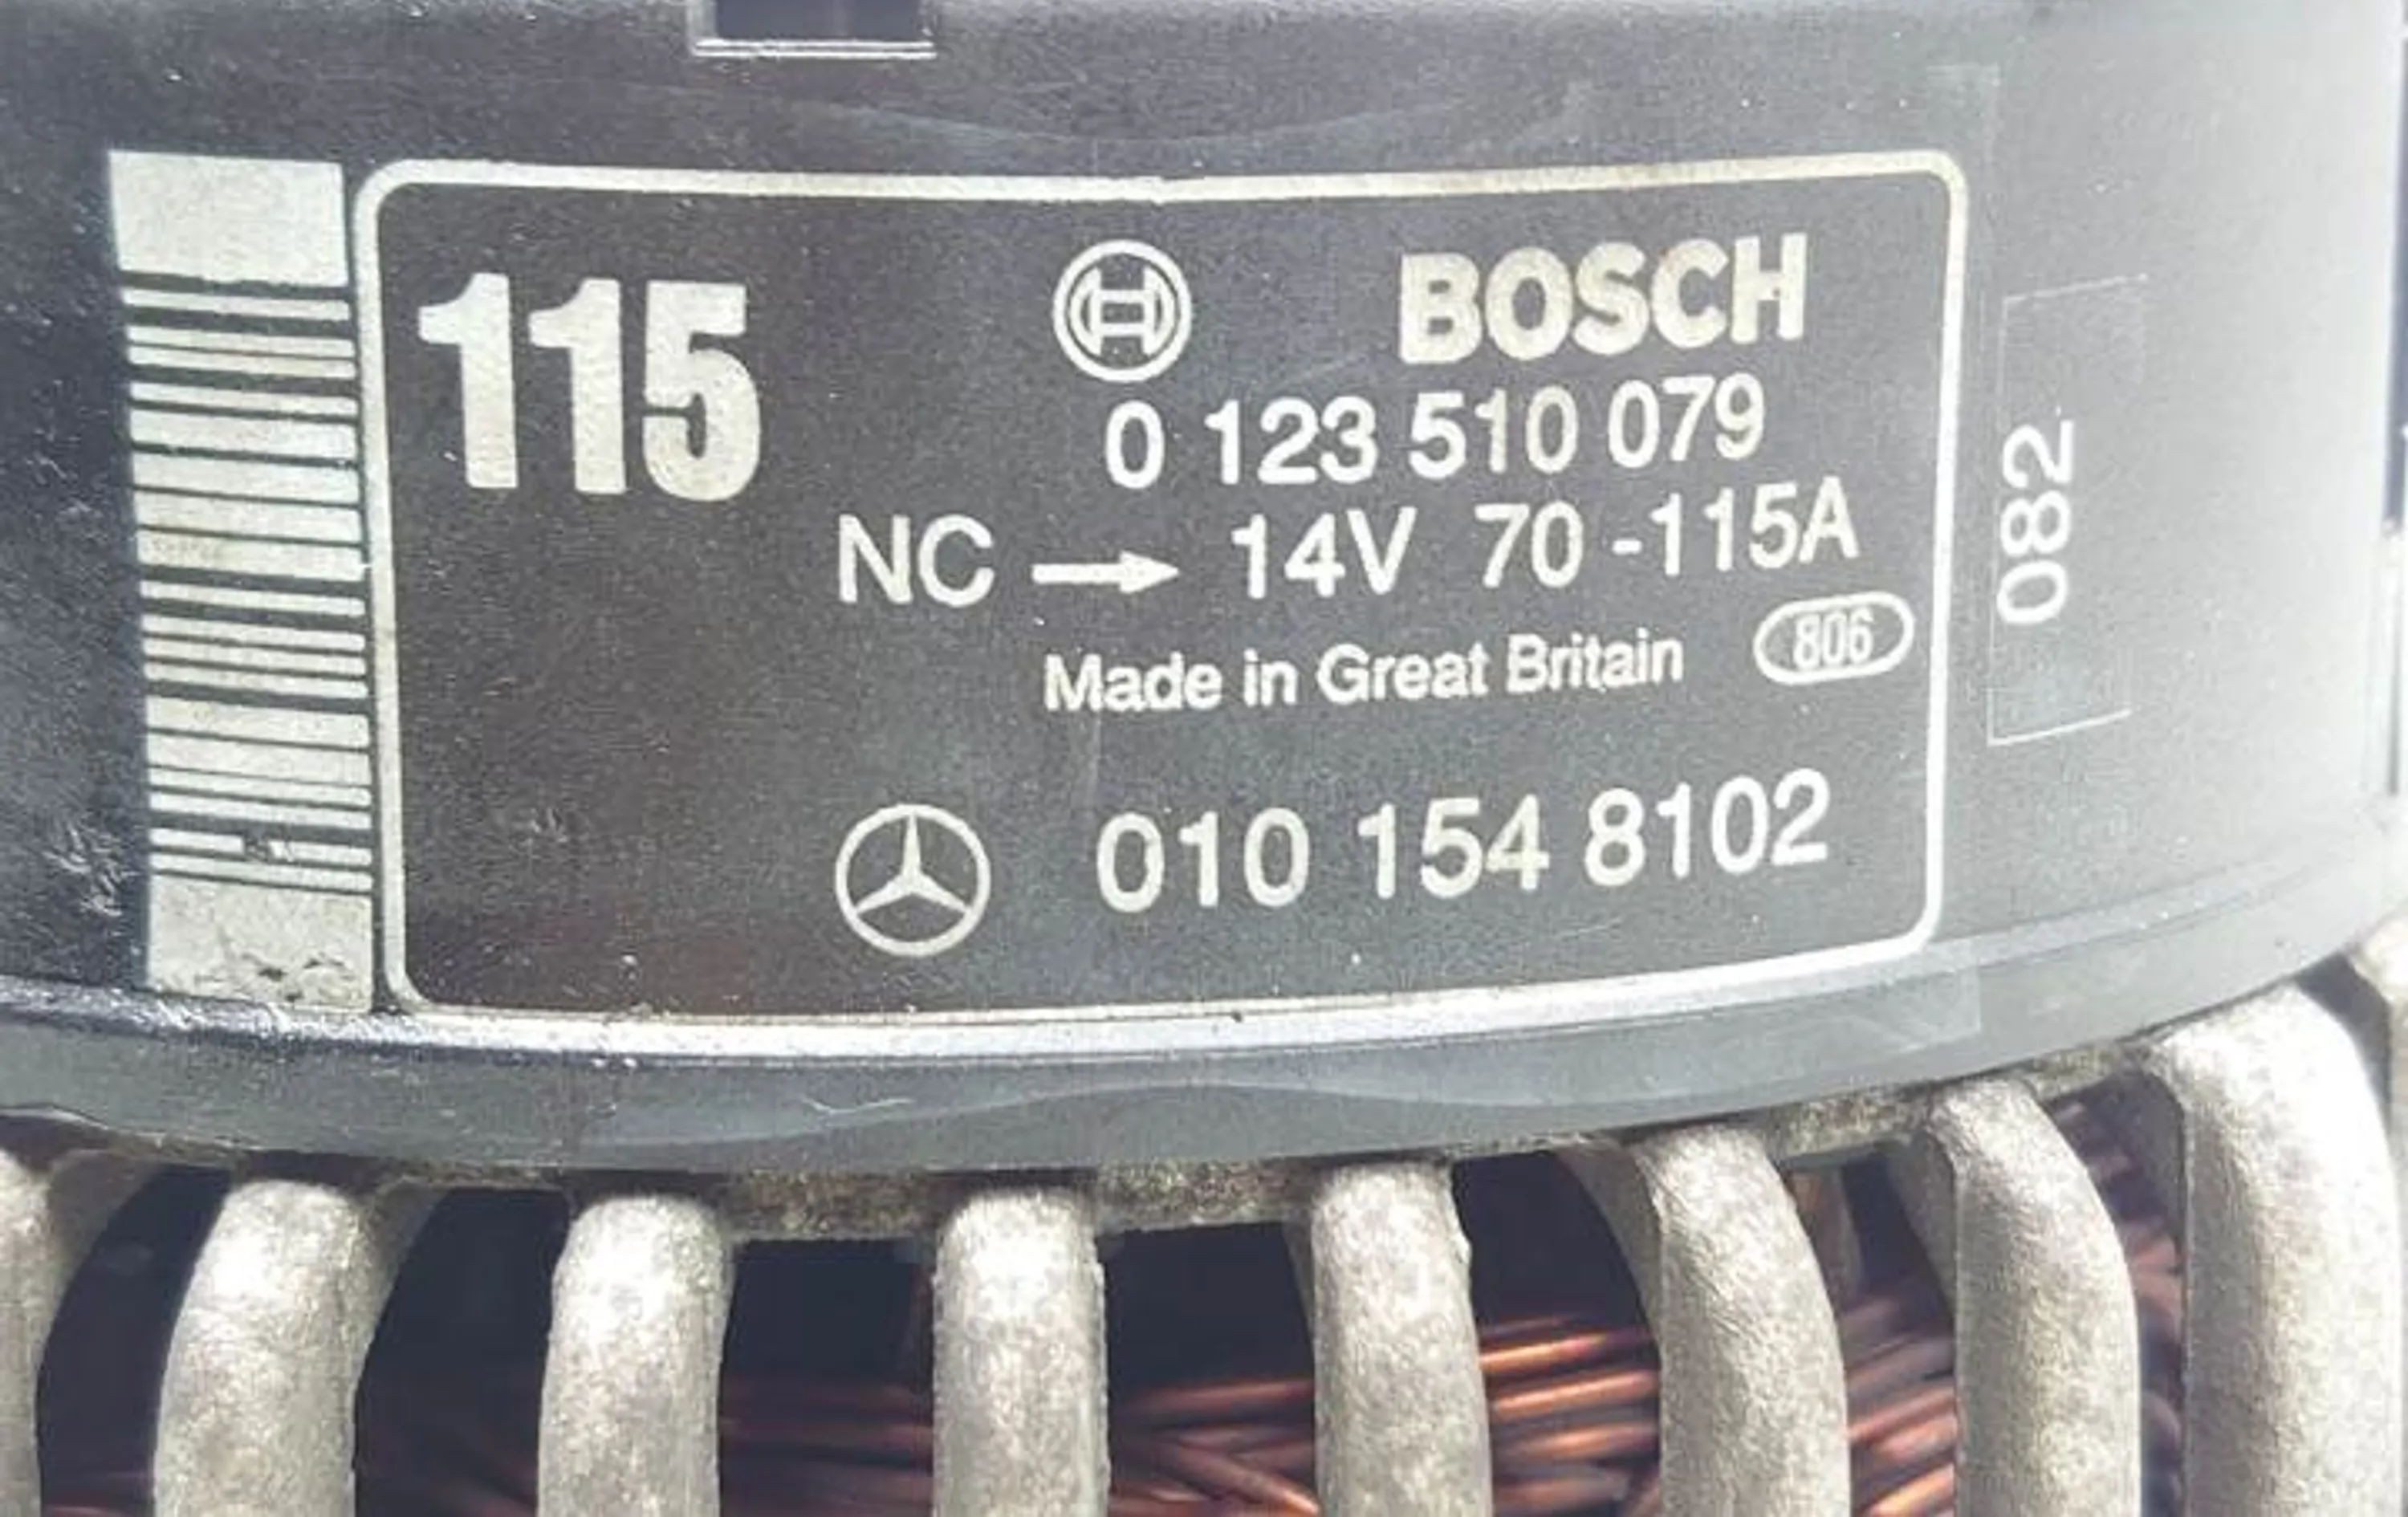 115
BOSCH
0 123 510 079
NC → 14V 70 -115A
Made in Great Britain 806
010 154 8102
082